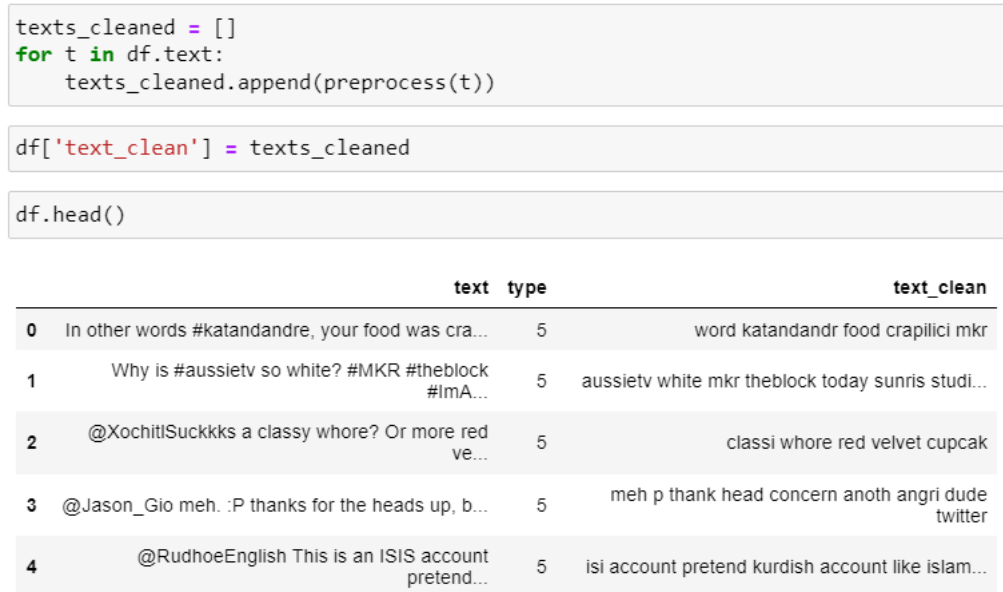 texts_cleaned = []
for t in df.text:
    texts_cleaned.append(preprocess(t))
df['text_clean'] = texts_cleaned
df.head()
text type text_clean
0 In other words #katandandre, your food was cra... 5 word katandandr food crapilici mkr
1 Why is #aussietv so white? #MKR #theblock
#ImA... 5 aussietv white mkr theblock today sunris studi...
2 @XochitlSuckkks a classy whore? Or more red
ve... 5 classi whore red velvet cupcak
3 @Jason_Gio meh. :P thanks for the heads up, b... 5 meh p thank head concern anoth angri dude
twitter
4 @RudhoeEnglish This is an ISIS account
pretend... 5 isi account pretend kurdish account like islam...